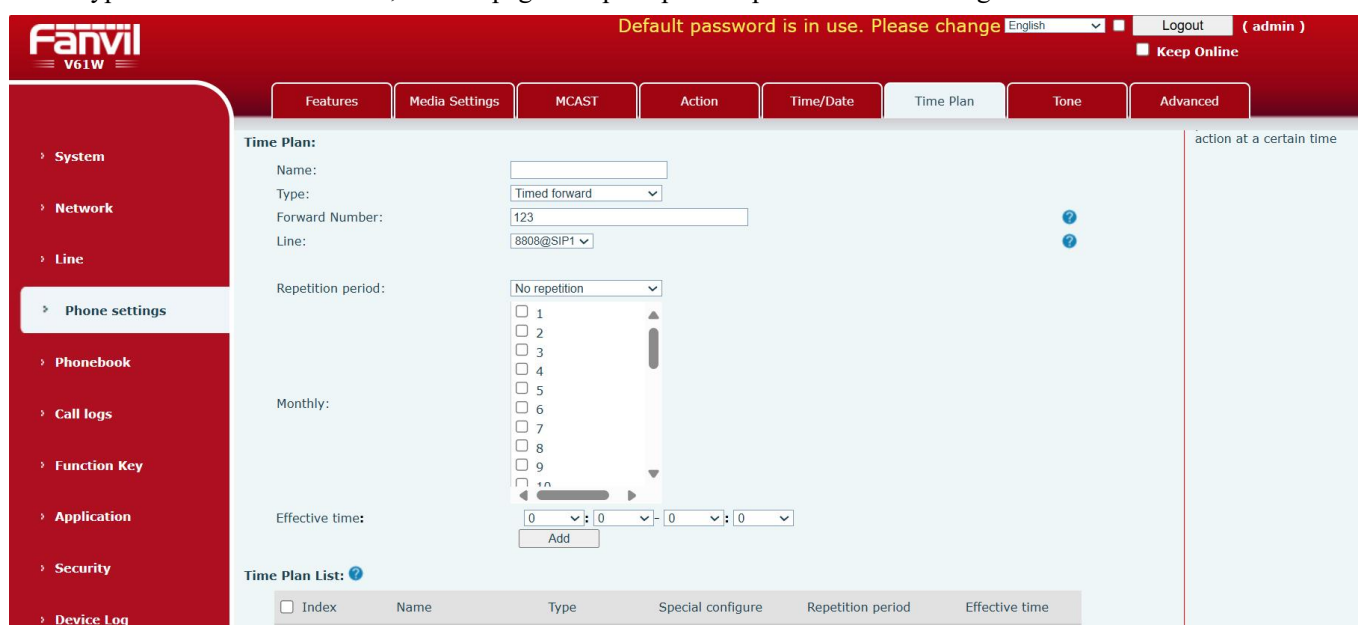 Fanvil
V61W
Default password is in use. Please change English Logout ( admin )
Keep Online
Features Media Settings MCAST Action Time/Date Time Plan Tone Advanced
action at a certain time
› System
› Network
› Line
› Phone settings
› Phonebook
› Call logs
› Function Key
› Application
› Security
› Device Log
Time Plan:
Name:
Type: Timed forward
Forward Number: 123
Line: 8808@SIP1
Repetition period: No repetition
Monthly:
1
2
3
4
5
6
7
8
9
10
Effective time: 0 : 0 - 0 : 0
Add
Time Plan List:
Index Name Type Special configure Repetition period Effective time